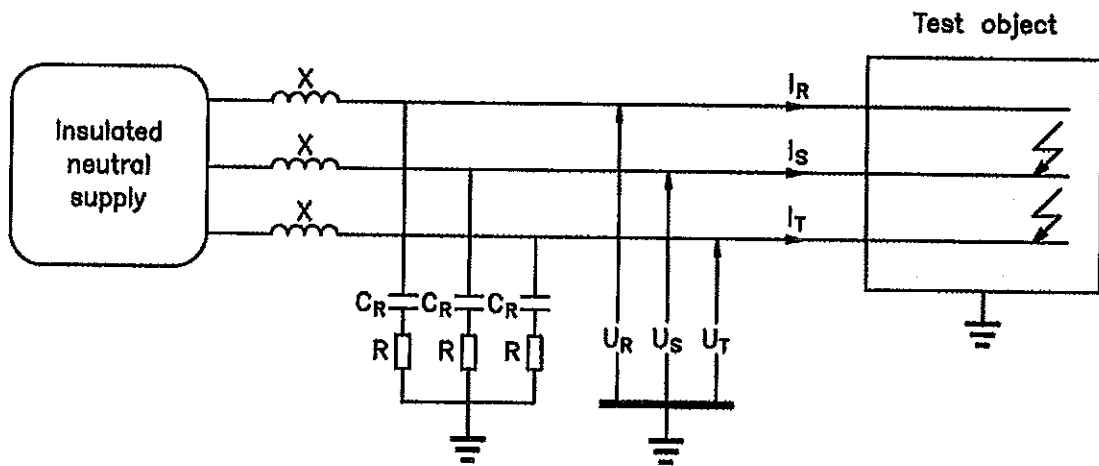 Test object
Insulated
neutral
supply
X
X
X
I_R
I_S
I_T
C_R C_R C_R
R R R
U_R U_S U_T